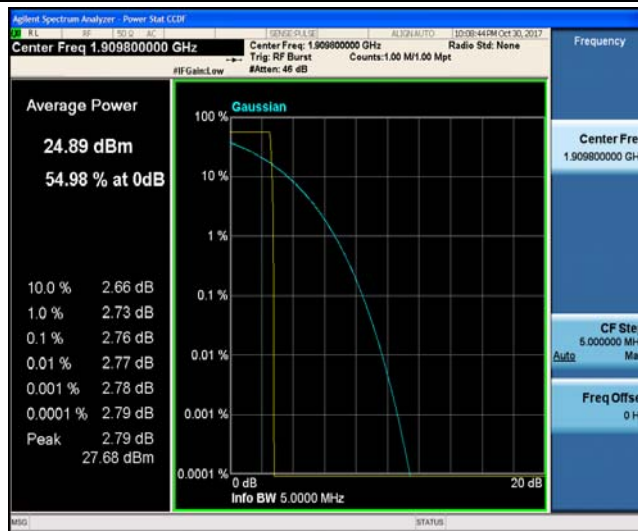 Agilent Spectrum Analyzer - Power Stat CCDF
RL RF 50 Ω AC SENSE:PULSE ALIGN AUTO 10:08:44 PM Oct 30, 2017
Center Freq 1.909800000 GHz
Center Freq: 1.909800000 GHz Radio Std: None
Trig: RF Burst Counts:1.00 M/1.00 Mpt
#IFGain:Low #Atten: 46 dB
Frequency
Average Power
24.89 dBm
54.98 % at 0dB
10.0 % 2.66 dB
1.0 % 2.73 dB
0.1 % 2.76 dB
0.01 % 2.77 dB
0.001 % 2.78 dB
0.0001 % 2.79 dB
Peak 2.79 dB
27.68 dBm
Gaussian
100 %
10 %
1 %
0.1 %
0.01 %
0.001 %
0.0001 %
0 dB 20 dB
Info BW 5.0000 MHz
Center Fre
1.909800000 GH
CF Ste
5.000000 MH
Auto Ma
Freq Offse
0 H
MSG STATUS